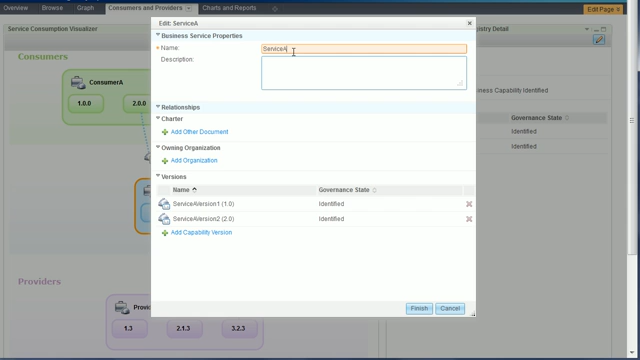 Overview
Browse
Graph
Consumers and Providers
Charts and Reports
Edit Page
Service Consumption Visualizer
Edit: ServiceA
Business Service Properties
Name:
ServiceA
Description:
Relationships
Charter
Add Other Document
Owning Organization
Add Organization
Versions
Name
Governance State
ServiceAVersion1 (1.0)
Identified
ServiceAVersion2 (2.0)
Identified
Add Capability Version
Finish
Cancel
Consumers
ConsumerA
1.0.0
2.0.0
Providers
Provid
1.3
2.1.3
3.2.3
istry Detail
ness Capability Identified
Governance State
Identified
Identified